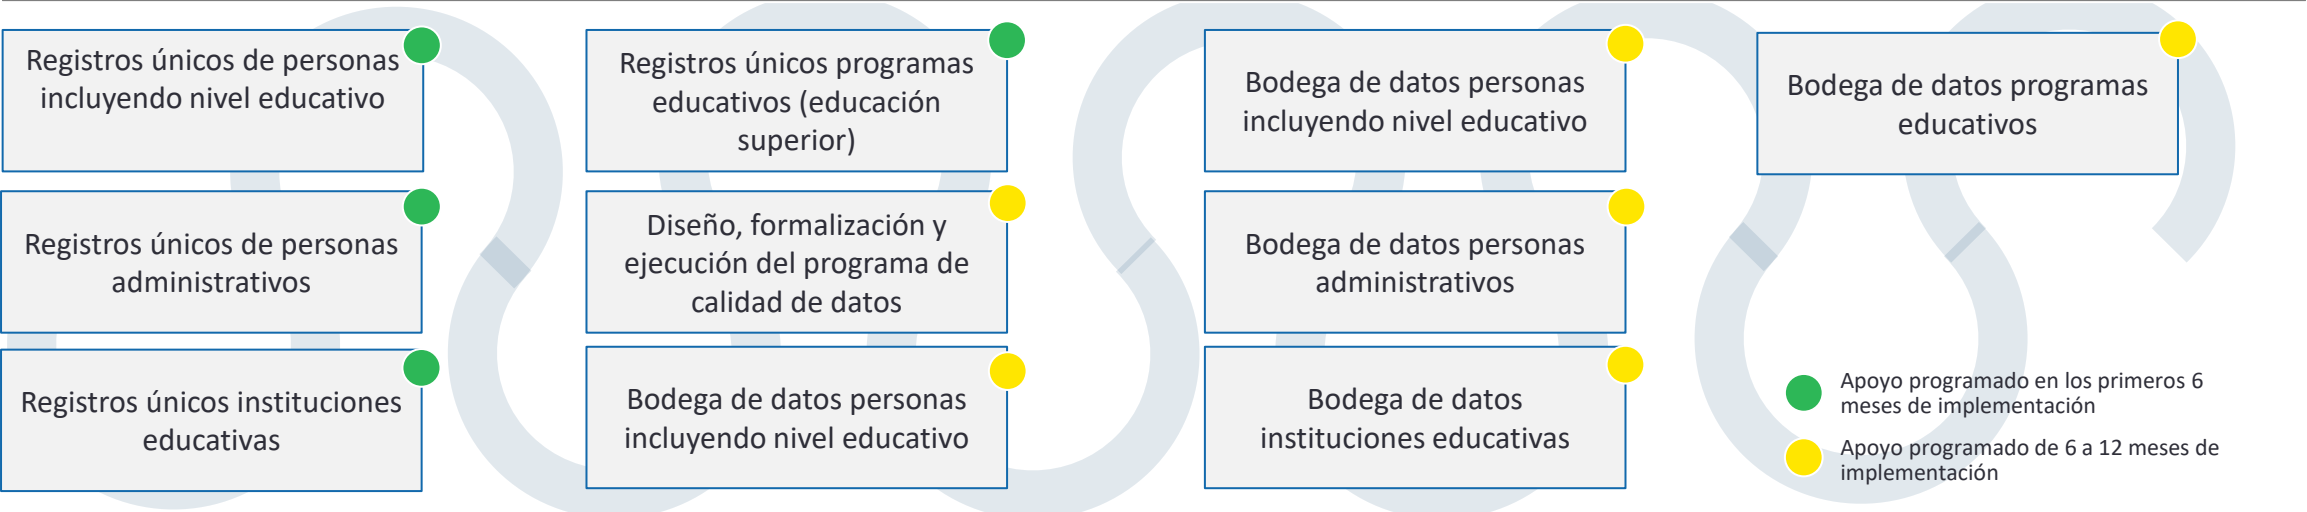 Registros únicos de personas
incluyendo nivel educativo
Registros únicos de personas
administrativos
Registros únicos instituciones
educativas
Registros únicos programas
educativos (educación
superior)
Diseño, formalización y
ejecución del programa de
calidad de datos
Bodega de datos personas
incluyendo nivel educativo
Bodega de datos personas
incluyendo nivel educativo
Bodega de datos personas
administrativos
Bodega de datos
instituciones educativas
Bodega de datos programas
educativos
Apoyo programado en los primeros 6
meses de implementación
Apoyo programado de 6 a 12 meses de
implementación